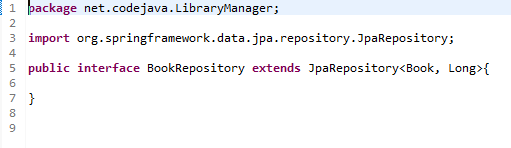 1 package net.codejava.LibraryManager;
2
3 import org.springframework.data.jpa.repository.JpaRepository;
4
5 public interface BookRepository extends JpaRepository<Book, Long>{
6
7 }
8
9